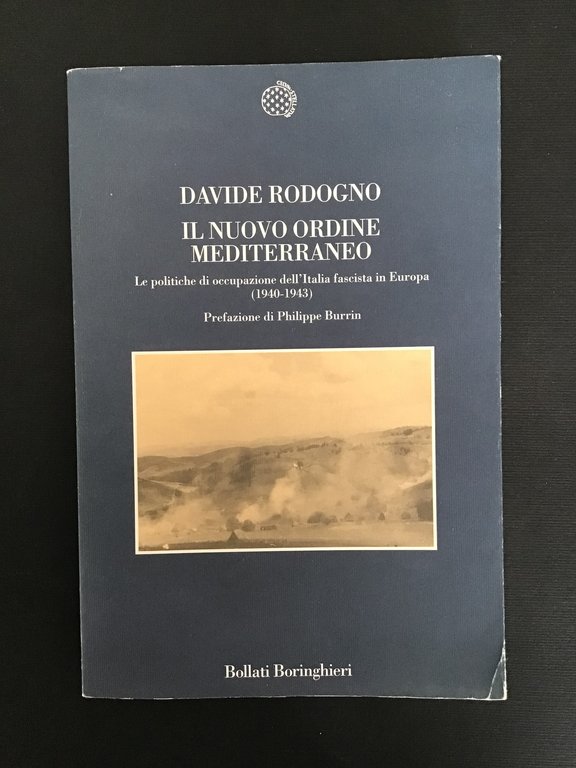 DAVIDE RODOGNO
IL NUOVO ORDINE
MEDITERRANEO
Le politiche di occupazione dell'Italia fascista in Europa
(1940-1943)
Prefazione di Philippe Burrin
Bollati Boringhieri